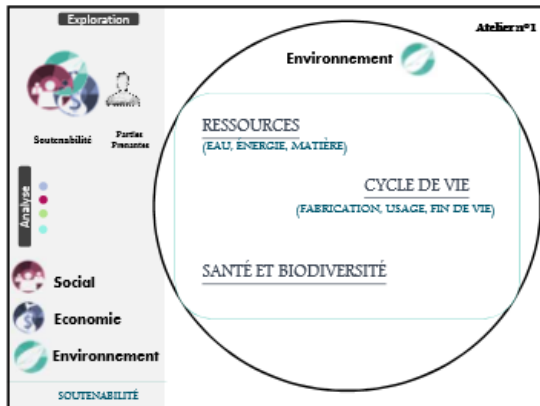 Exploration
Soutenabilité
Parties
Prenantes
Analyse
Social
Economie
Environnement
SOUTENABILITÉ
Atelier n°1
Environnement
RESSOURCES
(EAU, ÉNERGIE, MATIÈRE)
CYCLE DE VIE
(FABRICATION, USAGE, FIN DE VIE)
SANTÉ ET BIODIVERSITÉ